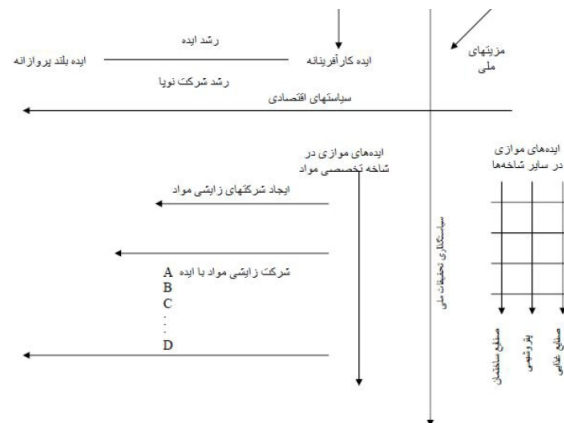 مزیتهای
ملی
رشد ایده
ایده کارآفرینانه
ایده بلند پروازانه
رشد شرکت نوپا
سیاستهای اقتصادی
ایده‌های موازی
در سایر شاخه‌ها
ایده‌های موازی در
شاخه تخصصی مواد
ایجاد شرکتهای زایشی مواد
سیاستگذاری تحقیقات ملی
شرکت زایشی مواد با ایده A
B
C
.
.
.
D
صنایع غذایی
پتروشیمی
صنایع ساختمان